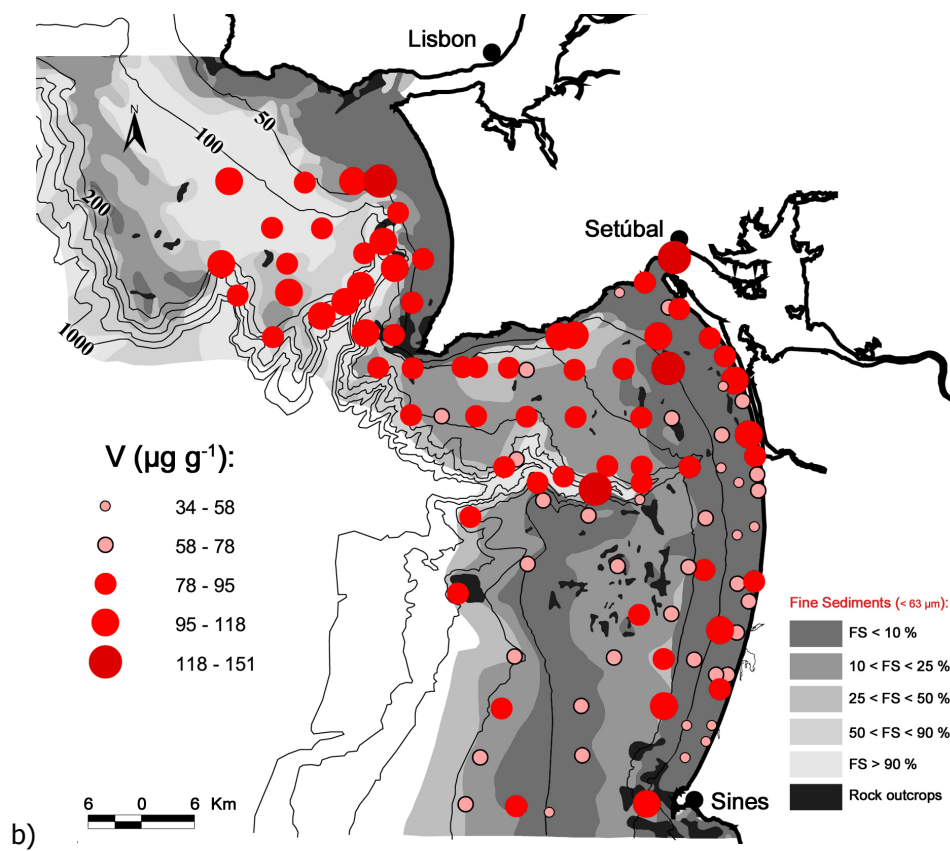 Lisbon
N
50
100
200
Setúbal
1000
V (µg g⁻¹):
34 - 58
58 - 78
78 - 95
95 - 118
118 - 151
Fine Sediments (< 63 µm):
FS < 10 %
10 < FS < 25 %
25 < FS < 50 %
50 < FS < 90 %
FS > 90 %
Rock outcrops
6 0 6 Km
Sines
b)